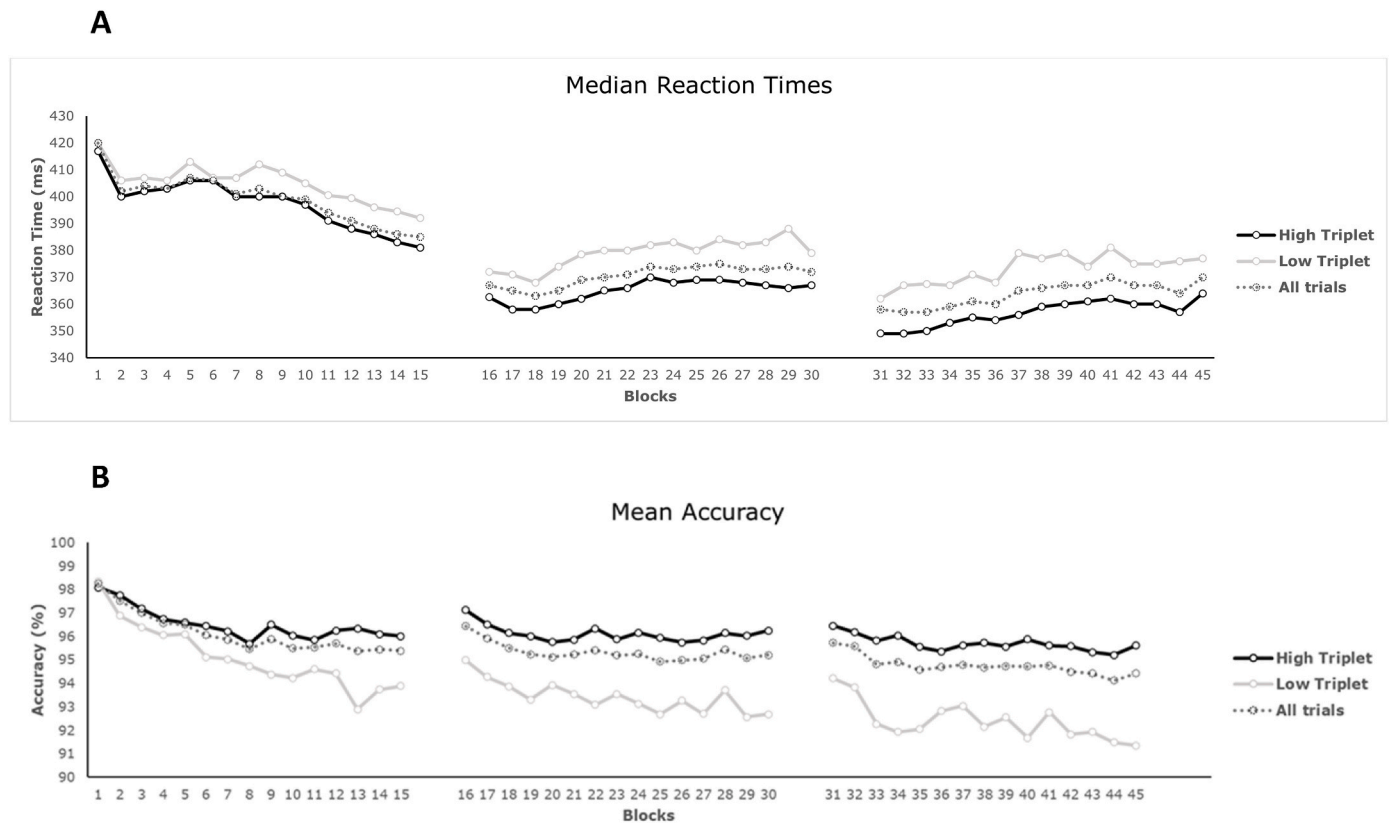 A
Median Reaction Times
430
420
410
400
390
380
370
360
350
340
Reaction Time (ms)
1 2 3 4 5 6 7 8 9 10 11 12 13 14 15 16 17 18 19 20 21 22 23 24 25 26 27 28 29 30 31 32 33 34 35 36 37 38 39 40 41 42 43 44 45
Blocks
High Triplet
Low Triplet
All trials
B
Mean Accuracy
100
99
98
97
96
95
94
93
92
91
90
Accuracy (%)
1 2 3 4 5 6 7 8 9 10 11 12 13 14 15 16 17 18 19 20 21 22 23 24 25 26 27 28 29 30 31 32 33 34 35 36 37 38 39 40 41 42 43 44 45
Blocks
High Triplet
Low Triplet
All trials